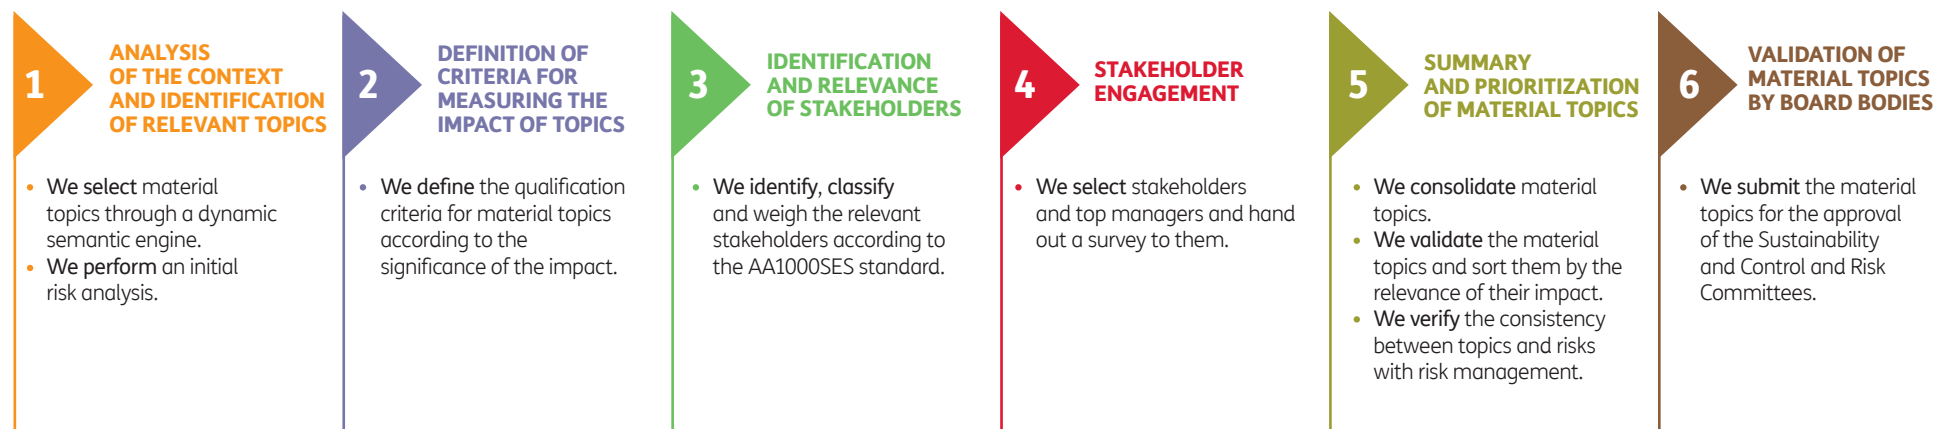 1
ANALYSIS
OF THE CONTEXT
AND IDENTIFICATION
OF RELEVANT TOPICS
• We select material
topics through a dynamic
semantic engine.
• We perform an initial
risk analysis.
2
DEFINITION OF
CRITERIA FOR
MEASURING THE
IMPACT OF TOPICS
• We define the qualification
criteria for material topics
according to the
significance of the impact.
3
IDENTIFICATION
AND RELEVANCE
OF STAKEHOLDERS
• We identify, classify
and weigh the relevant
stakeholders according to
the AA1000SES standard.
4
STAKEHOLDER
ENGAGEMENT
• We select stakeholders
and top managers and hand
out a survey to them.
5
SUMMARY
AND PRIORITIZATION
OF MATERIAL TOPICS
• We consolidate material
topics.
• We validate the material
topics and sort them by the
relevance of their impact.
• We verify the consistency
between topics and risks
with risk management.
6
VALIDATION OF
MATERIAL TOPICS
BY BOARD BODIES
• We submit the material
topics for the approval
of the Sustainability
and Control and Risk
Committees.